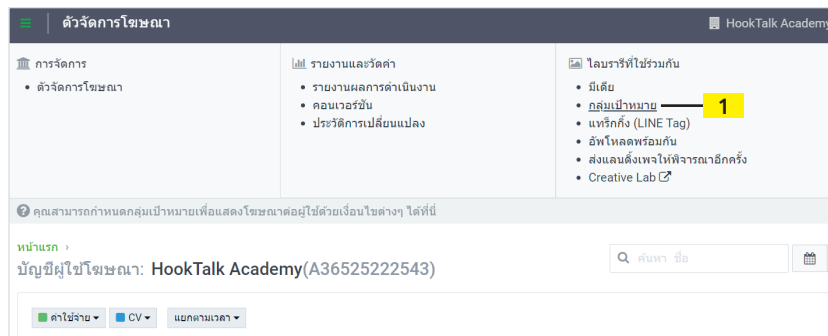 ตัวจัดการโฆษณา
HookTalk Academy
การจัดการ
• ตัวจัดการโฆษณา
รายงานและวัดค่า
• รายงานผลการดำเนินงาน
• คอนเวอร์ชัน
• ประวัติการเปลี่ยนแปลง
ไลบรารีที่ใช้ร่วมกัน
• มีเดีย
• กลุ่มเป้าหมาย 1
• แทร็กกิ้ง (LINE Tag)
• อัพโหลดพร้อมกัน
• ส่งแลนดิ้งเพจให้พิจารณาอีกครั้ง
• Creative Lab
คุณสามารถกำหนดกลุ่มเป้าหมายเพื่อแสดงโฆษณาต่อผู้ใช้ด้วยเงื่อนไขต่างๆ ได้ที่นี่
หน้าแรก ›
บัญชีผู้ใช้โฆษณา: HookTalk Academy(A36525222543)
ค้นหา ชื่อ
ค่าใช้จ่าย CV แยกตามเวลา